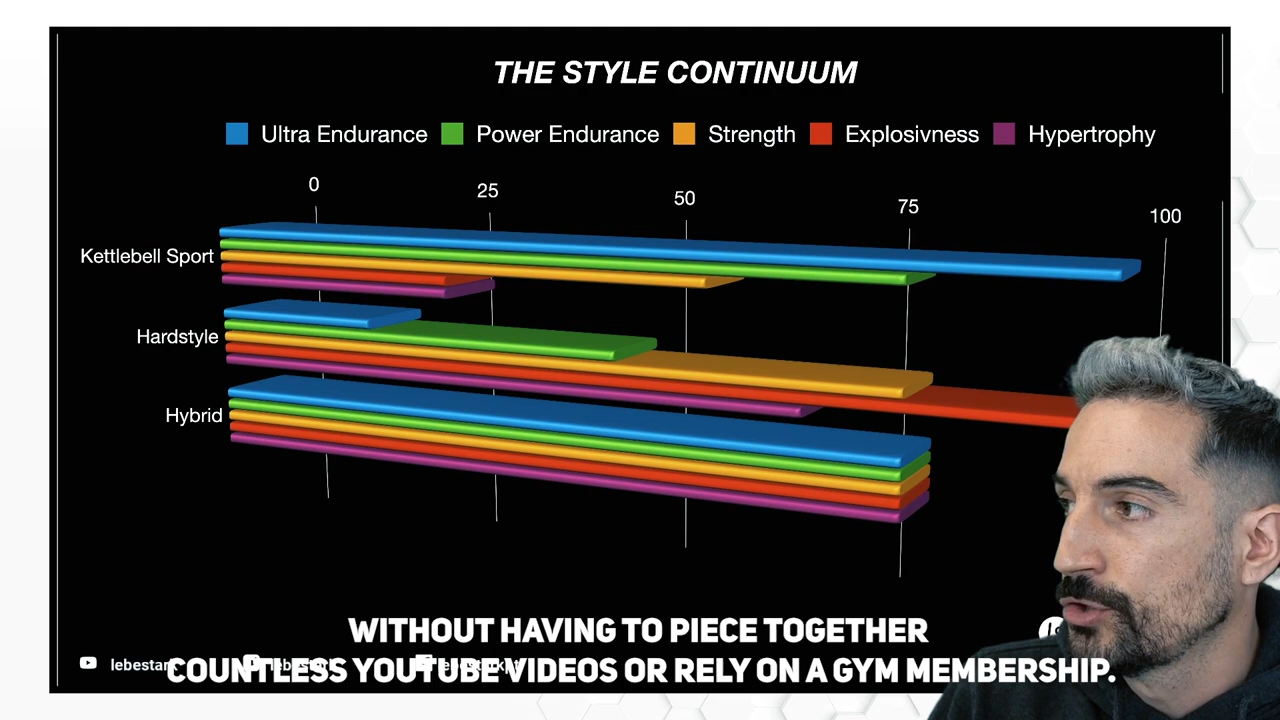 THE STYLE CONTINUUM
Ultra Endurance Power Endurance Strength Explosivness Hypertrophy
0 25 50 75 100
Kettlebell Sport
Hardstyle
Hybrid
WITHOUT HAVING TO PIECE TOGETHER
COUNTLESS YOUTUBE VIDEOS OR RELY ON A GYM MEMBERSHIP.